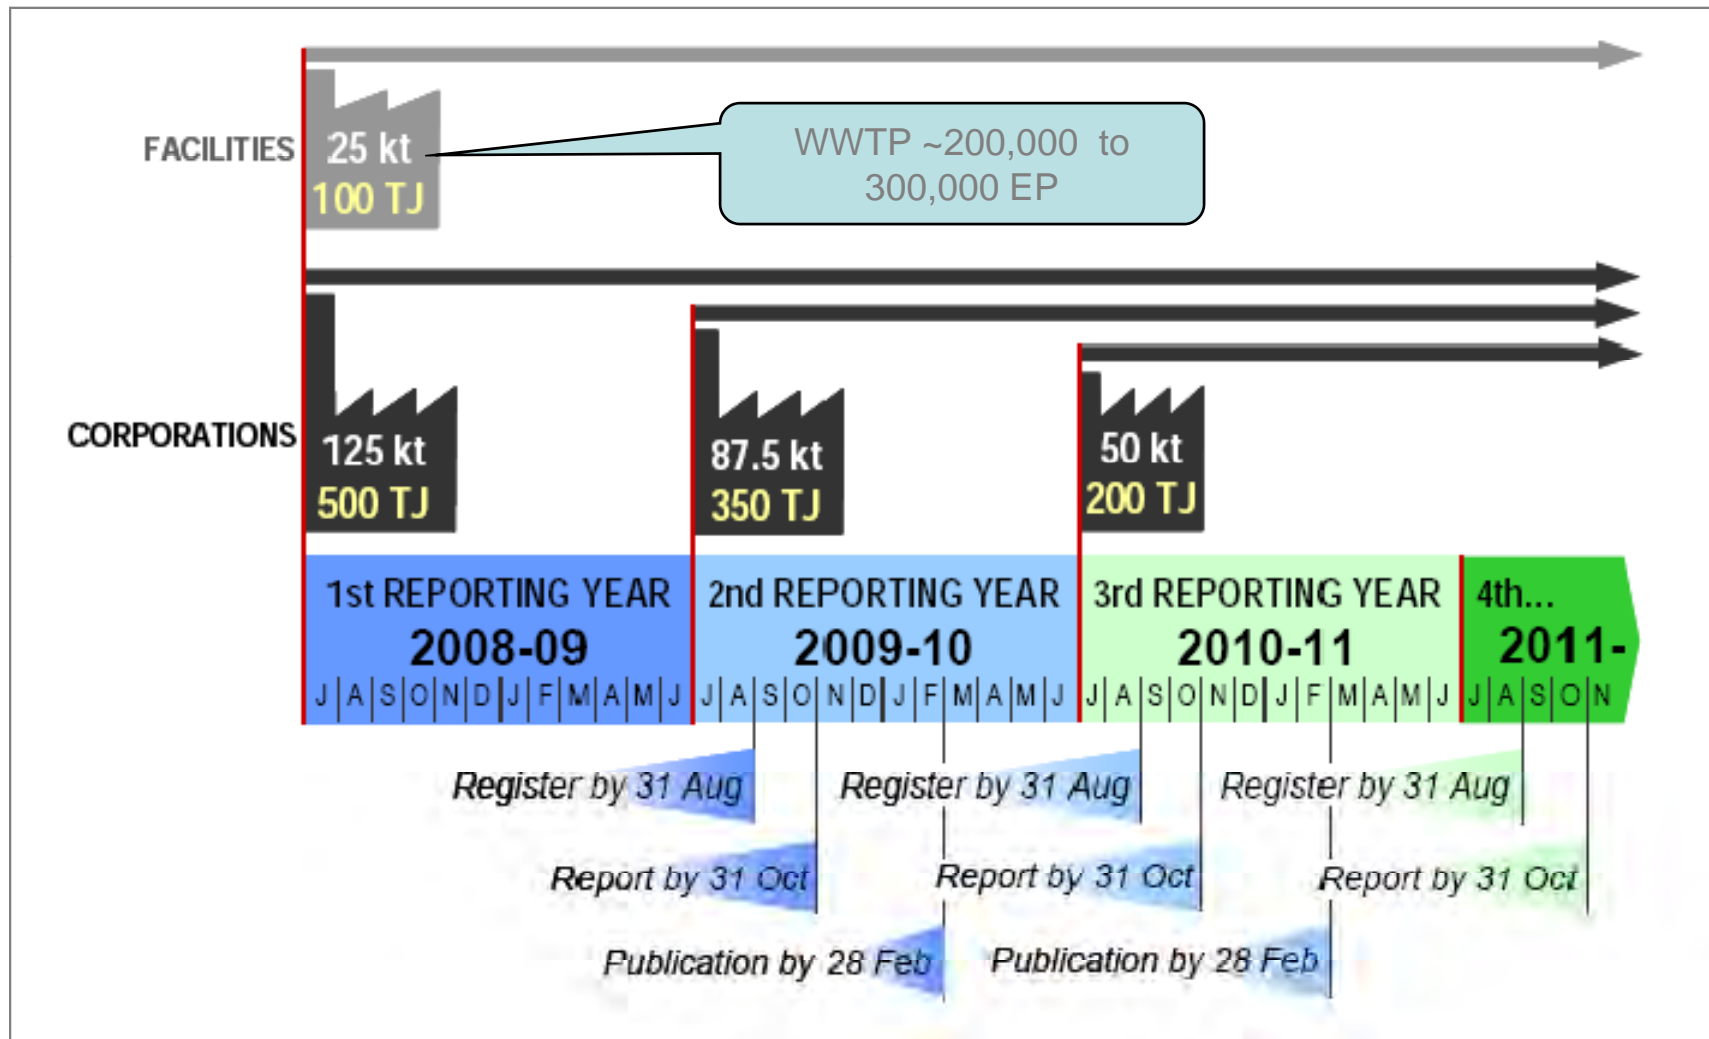 FACILITIES
25 kt
100 TJ
WWTP ~200,000 to
300,000 EP
CORPORATIONS
125 kt
500 TJ
87.5 kt
350 TJ
50 kt
200 TJ
1st REPORTING YEAR
2008-09
J A S O N D J F M A M J
2nd REPORTING YEAR
2009-10
J A S O N D J F M A M J
3rd REPORTING YEAR
2010-11
J A S O N D J F M A M J
4th...
2011-
J A S O N
Register by 31 Aug
Register by 31 Aug
Register by 31 Aug
Report by 31 Oct
Report by 31 Oct
Report by 31 Oct
Publication by 28 Feb
Publication by 28 Feb